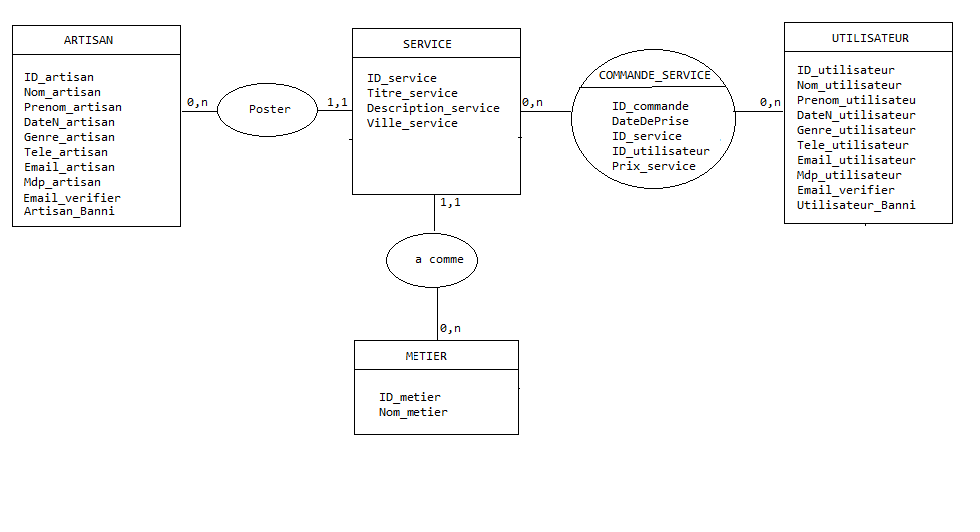 ARTISAN
ID_artisan
Nom_artisan
Prenom_artisan
DateN_artisan
Genre_artisan
Tele_artisan
Email_artisan
Mdp_artisan
Email_verifier
Artisan_Banni
0,n
Poster
1,1
SERVICE
ID_service
Titre_service
Description_service
Ville_service
0,n
COMMANDE_SERVICE
ID_commande
DateDePrise
ID_service
ID_utilisateur
Prix_service
0,n
UTILISATEUR
ID_utilisateur
Nom_utilisateur
Prenom_utilisateu
DateN_utilisateur
Genre_utilisateur
Tele_utilisateur
Email_utilisateur
Mdp_utilisateur
Email_verifier
Utilisateur_Banni
1,1
a comme
0,n
METIER
ID_metier
Nom_metier